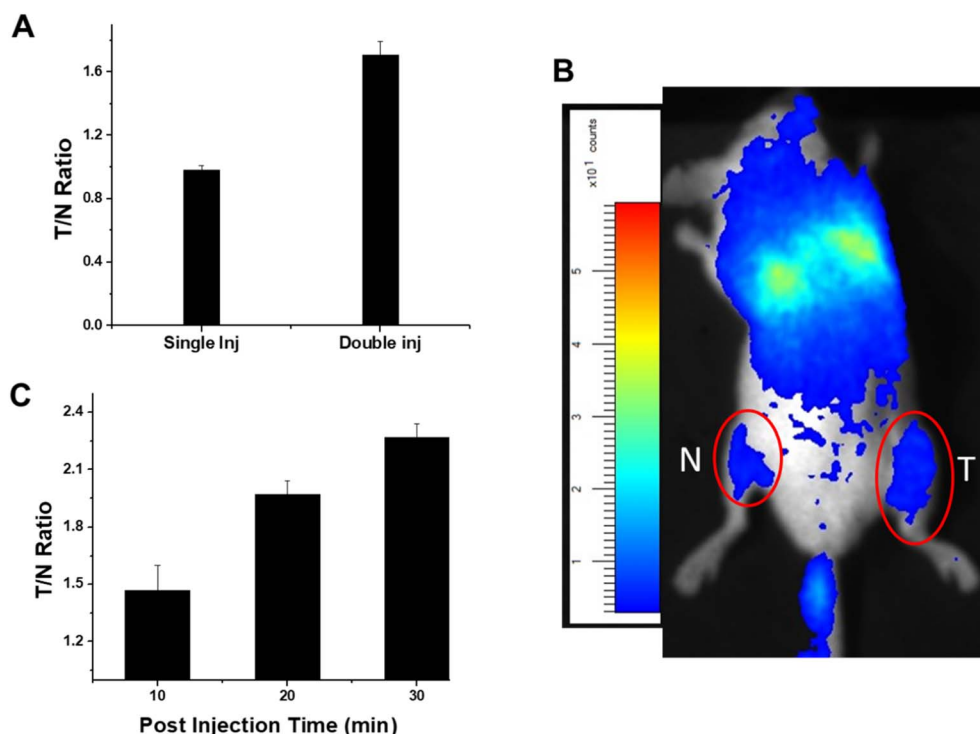 A
T/N Ratio
1.6
1.2
0.8
0.4
0.0
Single Inj
Double inj
B
x10¹ counts
5
4
3
2
1
N
T
C
T/N Ratio
2.4
2.1
1.8
1.5
1.2
10
20
30
Post Injection Time (min)